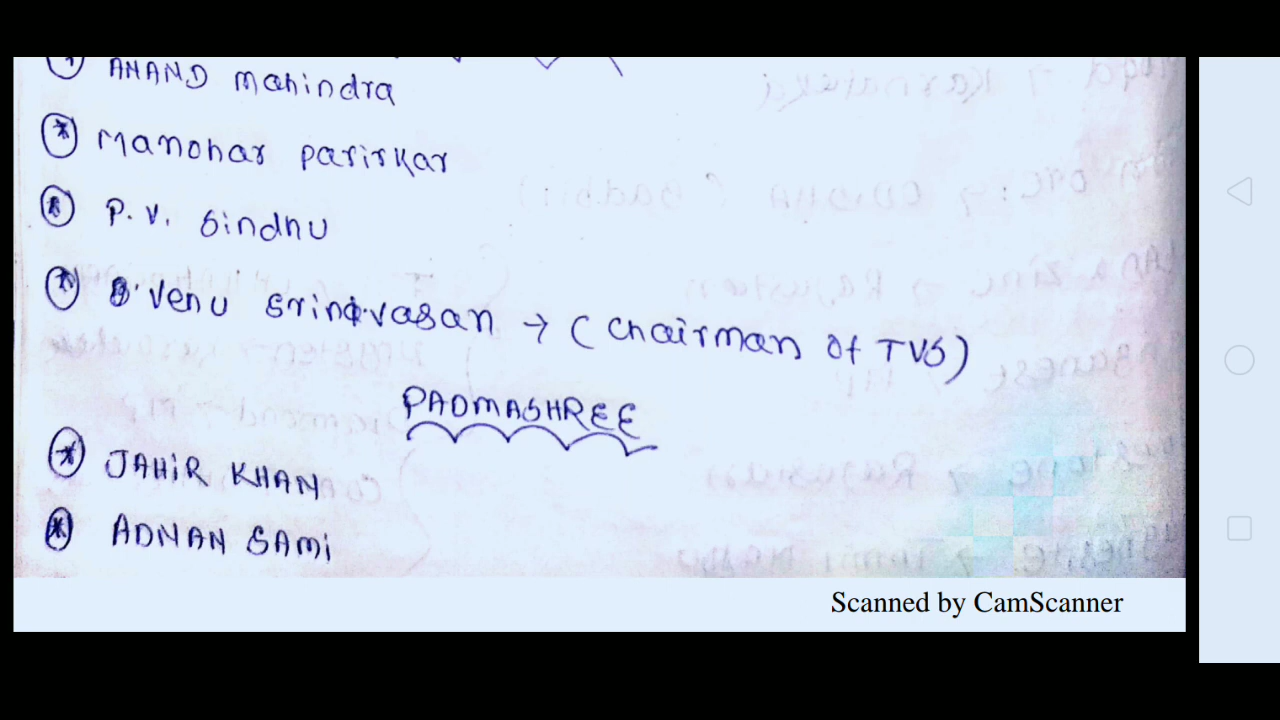 ANAND Mahindra
Manohar Parirkar
P. V. Sindhu
Venu Srinivasan → (Chairman of TVS)
PADMASHREE
JAHIR KHAN
ADNAN SAMI
Scanned by CamScanner